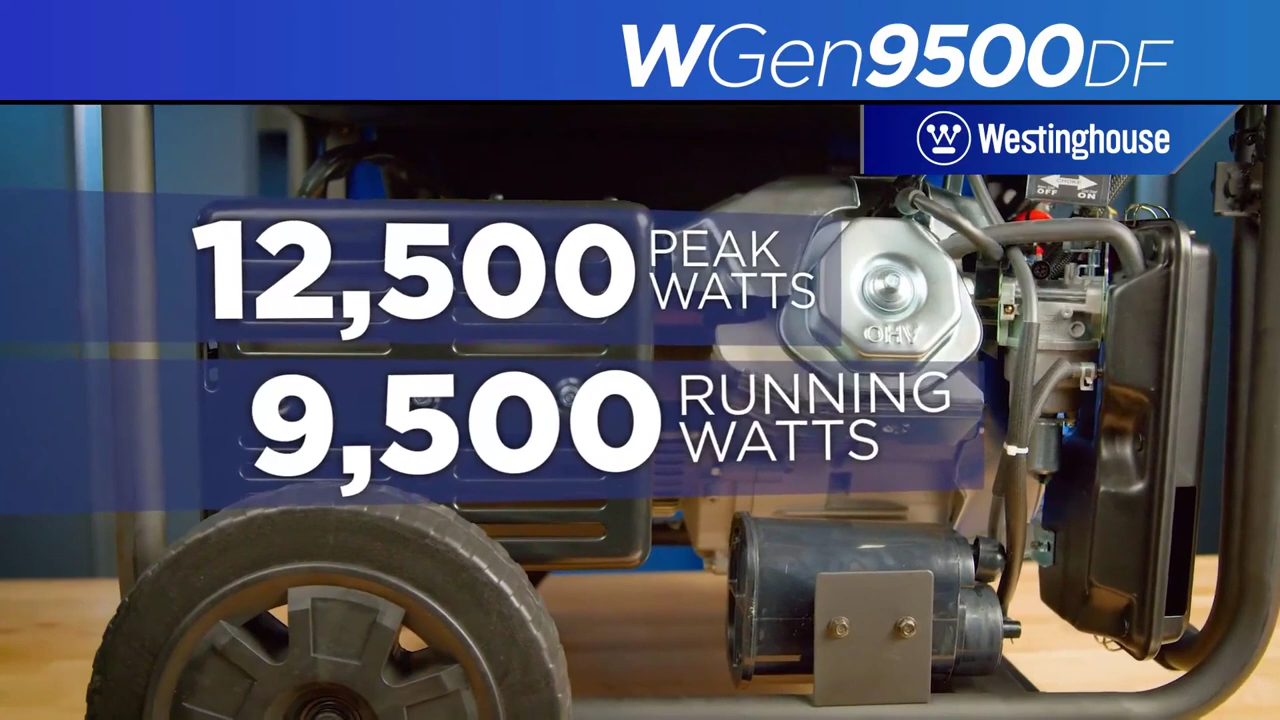 WGen9500DF
Westinghouse
OFF
ON
12,500 PEAK WATTS
OHV
9,500 RUNNING WATTS